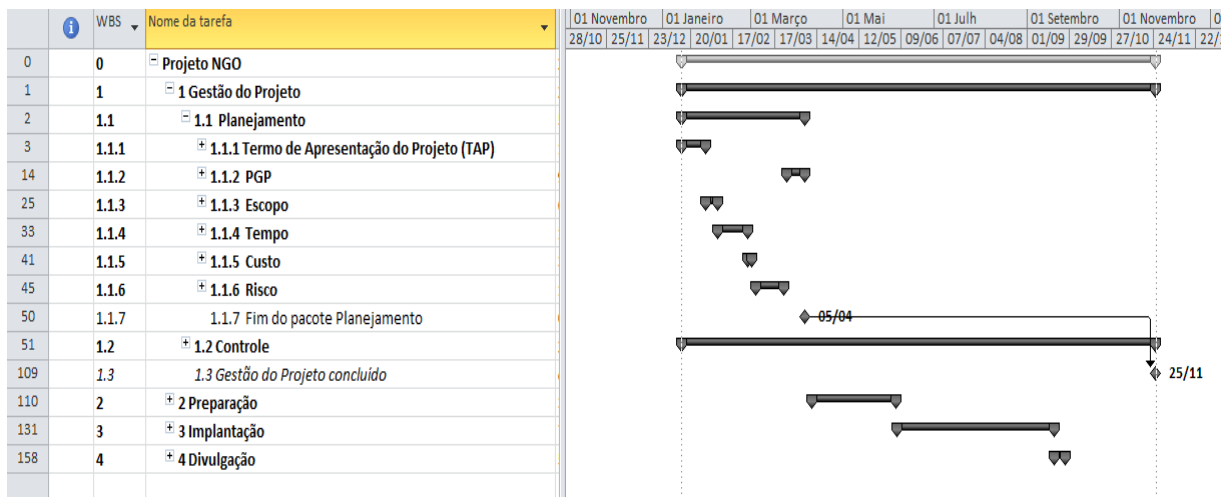 WBS Nome da tarefa 01 Novembro 01 Janeiro 01 Março 01 Mai 01 Julh 01 Setembro 01 Novembro
28/10 25/11 23/12 20/01 17/02 17/03 14/04 12/05 09/06 07/07 04/08 01/09 29/09 27/10 24/11 22/
0 0 Projeto NGO
1 1 1 Gestão do Projeto
2 1.1 1.1 Planejamento
3 1.1.1 1.1.1 Termo de Apresentação do Projeto (TAP)
14 1.1.2 1.1.2 PGP
25 1.1.3 1.1.3 Escopo
33 1.1.4 1.1.4 Tempo
41 1.1.5 1.1.5 Custo
45 1.1.6 1.1.6 Risco
50 1.1.7 1.1.7 Fim do pacote Planejamento 05/04
51 1.2 1.2 Controle
109 1.3 1.3 Gestão do Projeto concluído 25/11
110 2 2 Preparação
131 3 3 Implantação
158 4 4 Divulgação